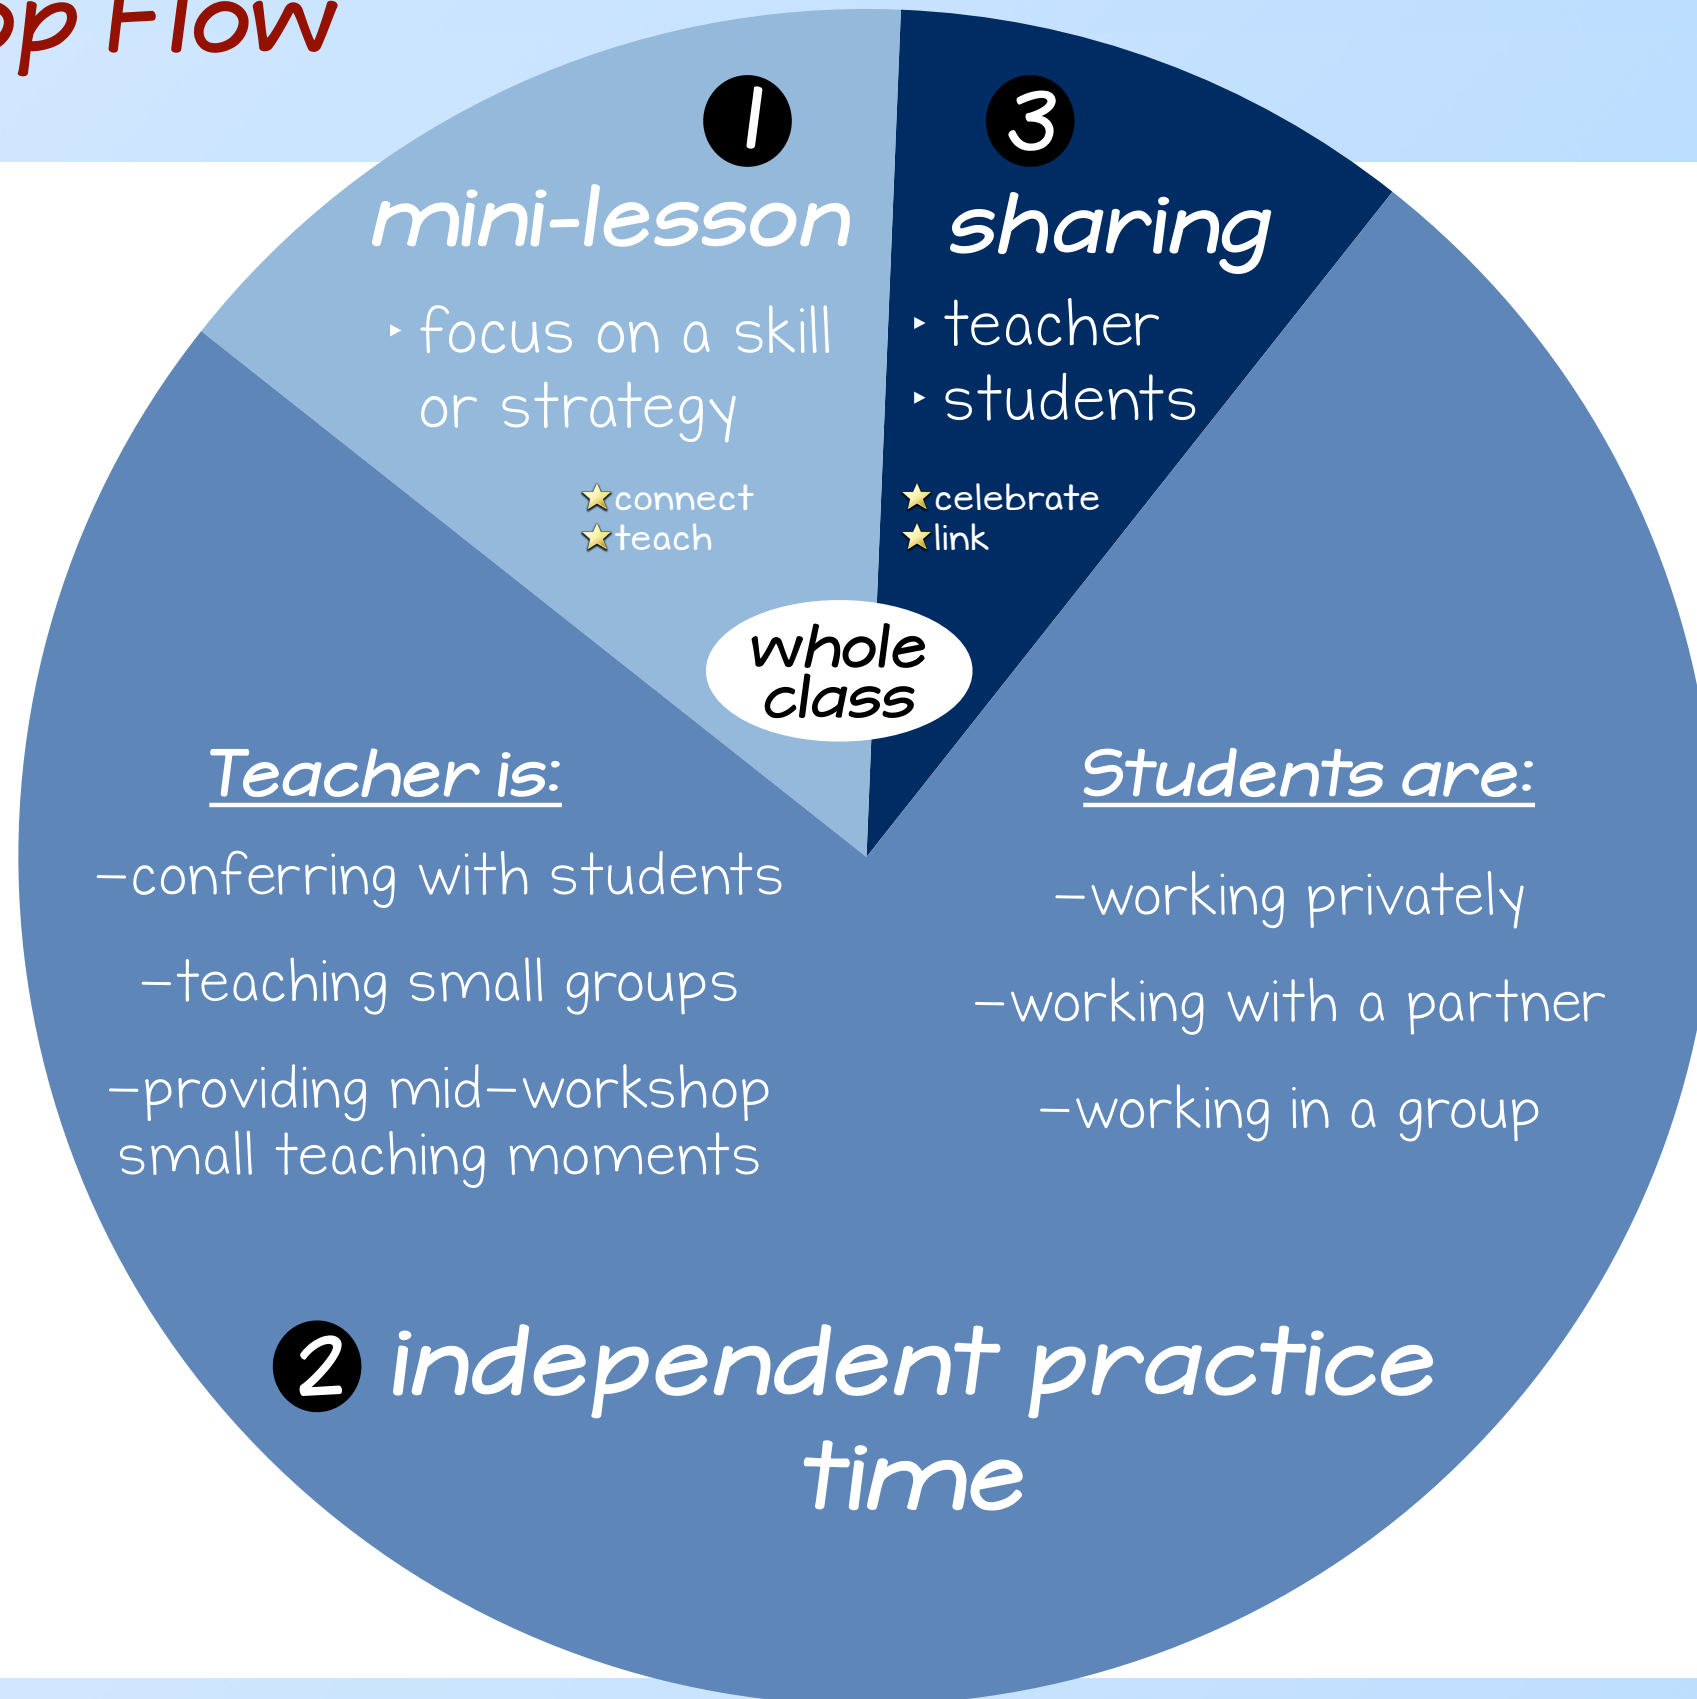 op Flow
1
mini-lesson
‣ focus on a skill
or strategy
connect
teach
3
sharing
‣ teacher
‣ students
celebrate
link
whole
class
Teacher is:
-conferring with students
-teaching small groups
-providing mid-workshop
small teaching moments
Students are:
-working privately
-working with a partner
-working in a group
2 independent practice
time